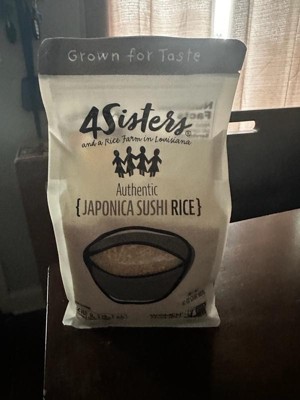 Grown for Taste
4Sisters
and a Rice Farm in Louisiana
Authentic
{JAPONICA SUSHI RICE}